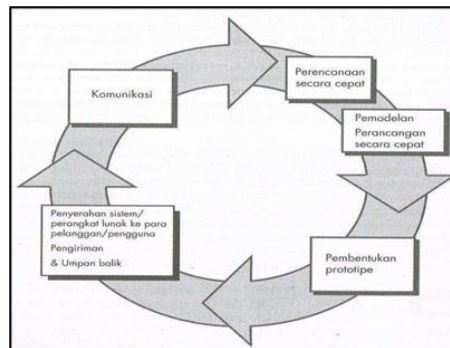 Komunikasi
Perencanaan
secara cepat
Pemodelan
Perancangan
secara cepat
Pembentukan
prototipe
Penyerahan sistem/
perangkat lunak ke para
pelanggan/pengguna
Pengiriman
& Umpan balik